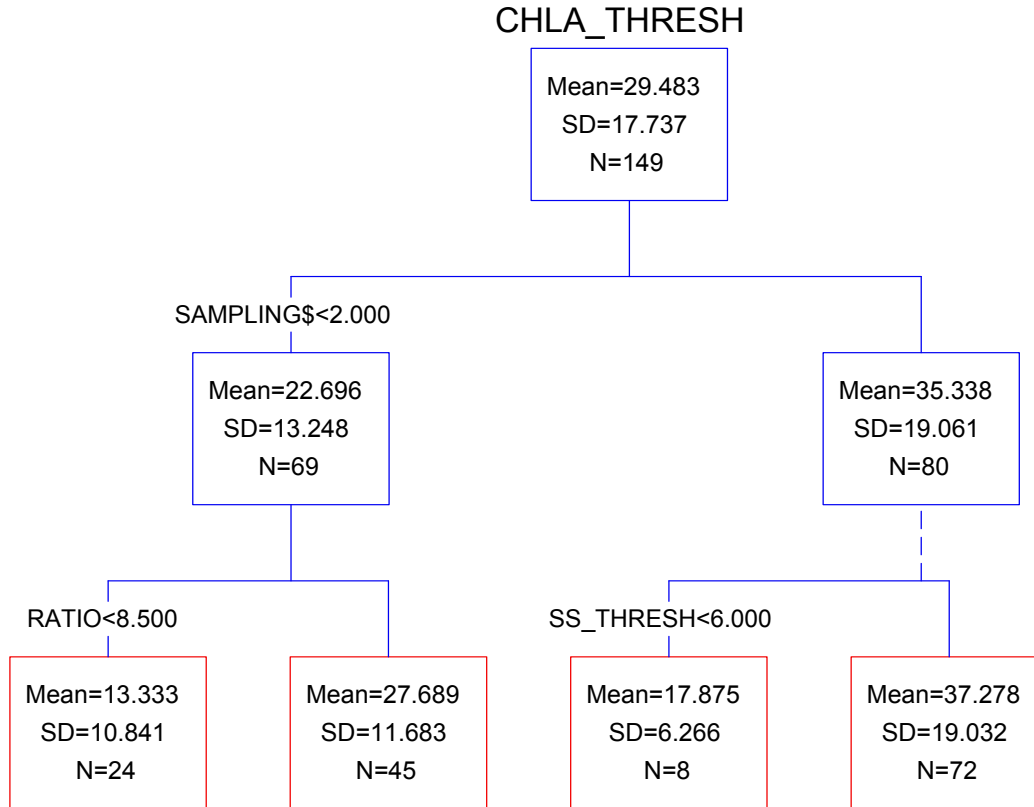 CHLA_THRESH
Mean=29.483
SD=17.737
N=149
SAMPLING$<2.000
Mean=22.696
SD=13.248
N=69
Mean=35.338
SD=19.061
N=80
RATIO<8.500
SS_THRESH<6.000
Mean=13.333
SD=10.841
N=24
Mean=27.689
SD=11.683
N=45
Mean=17.875
SD=6.266
N=8
Mean=37.278
SD=19.032
N=72